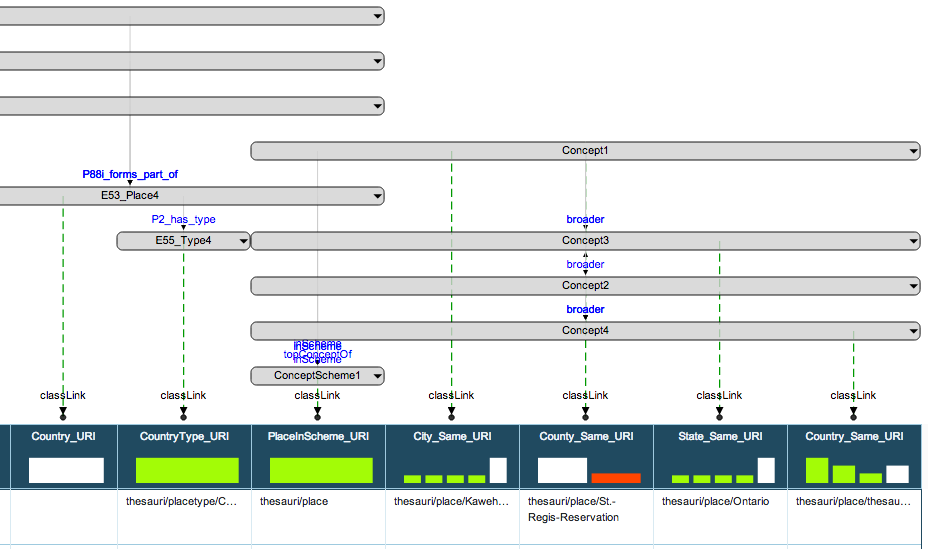 Concept1
P88i_forms_part_of
E53_Place4
P2_has_type
broader
E55_Type4
Concept3
broader
Concept2
broader
Concept4
inScheme
topConceptOf
inScheme
ConceptScheme1
classLink classLink classLink classLink classLink classLink classLink
Country_URI CountryType_URI PlaceInScheme_URI City_Same_URI County_Same_URI State_Same_URI Country_Same_URI
thesauri/placetype/C... thesauri/place thesauri/place/Kaweh... thesauri/place/St.- thesauri/place/Ontario thesauri/place/thesau...
Regis-Reservation